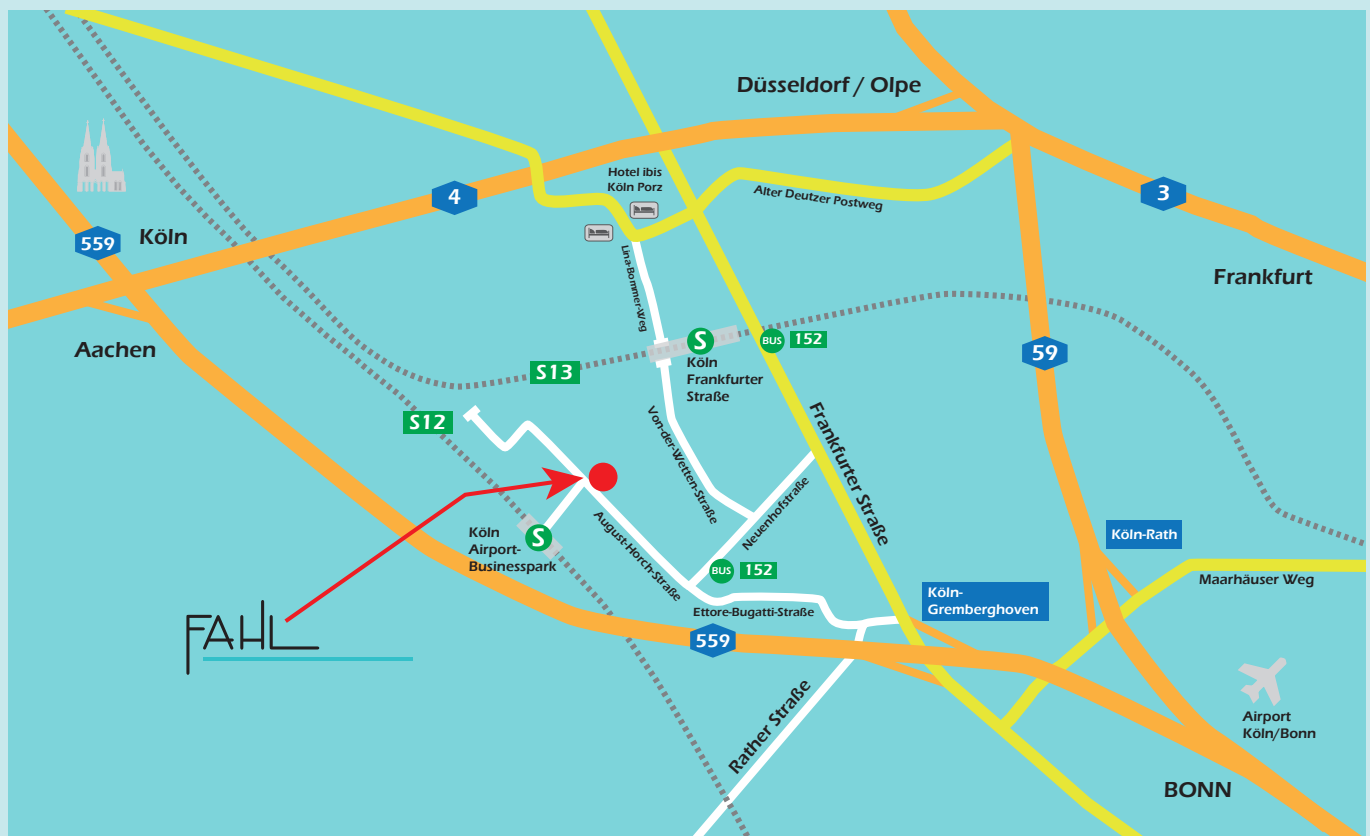 Düsseldorf / Olpe
Hotel ibis
Köln Porz
4
Alter Deutzer Postweg
3
559
Köln
Lina-Bommer-Weg
Frankfurt
Aachen
S
BUS
152
59
Köln
Frankfurter
Straße
S13
S12
Von-der-Wetten-Straße
Frankfurter Straße
Neuenhofstraße
August-Horch-Straße
Köln
Airport-
Businesspark
S
BUS
152
Köln-Rath
Maarhäuser Weg
Köln-
Gremberghoven
Ettore-Bugatti-Straße
FAHL
559
Rather Straße
Airport
Köln/Bonn
BONN